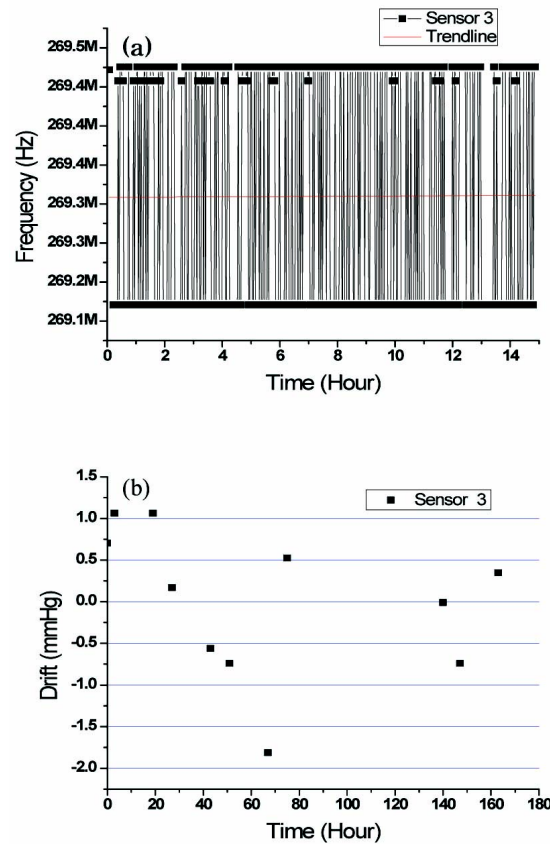 (a)
Sensor 3
Trendline
Frequency (Hz)
269.5M
269.4M
269.4M
269.4M
269.3M
269.3M
269.2M
269.1M
0 2 4 6 8 10 12 14
Time (Hour)
(b)
Sensor 3
Drift (mmHg)
1.5
1.0
0.5
0.0
-0.5
-1.0
-1.5
-2.0
0 20 40 60 80 100 120 140 160 180
Time (Hour)